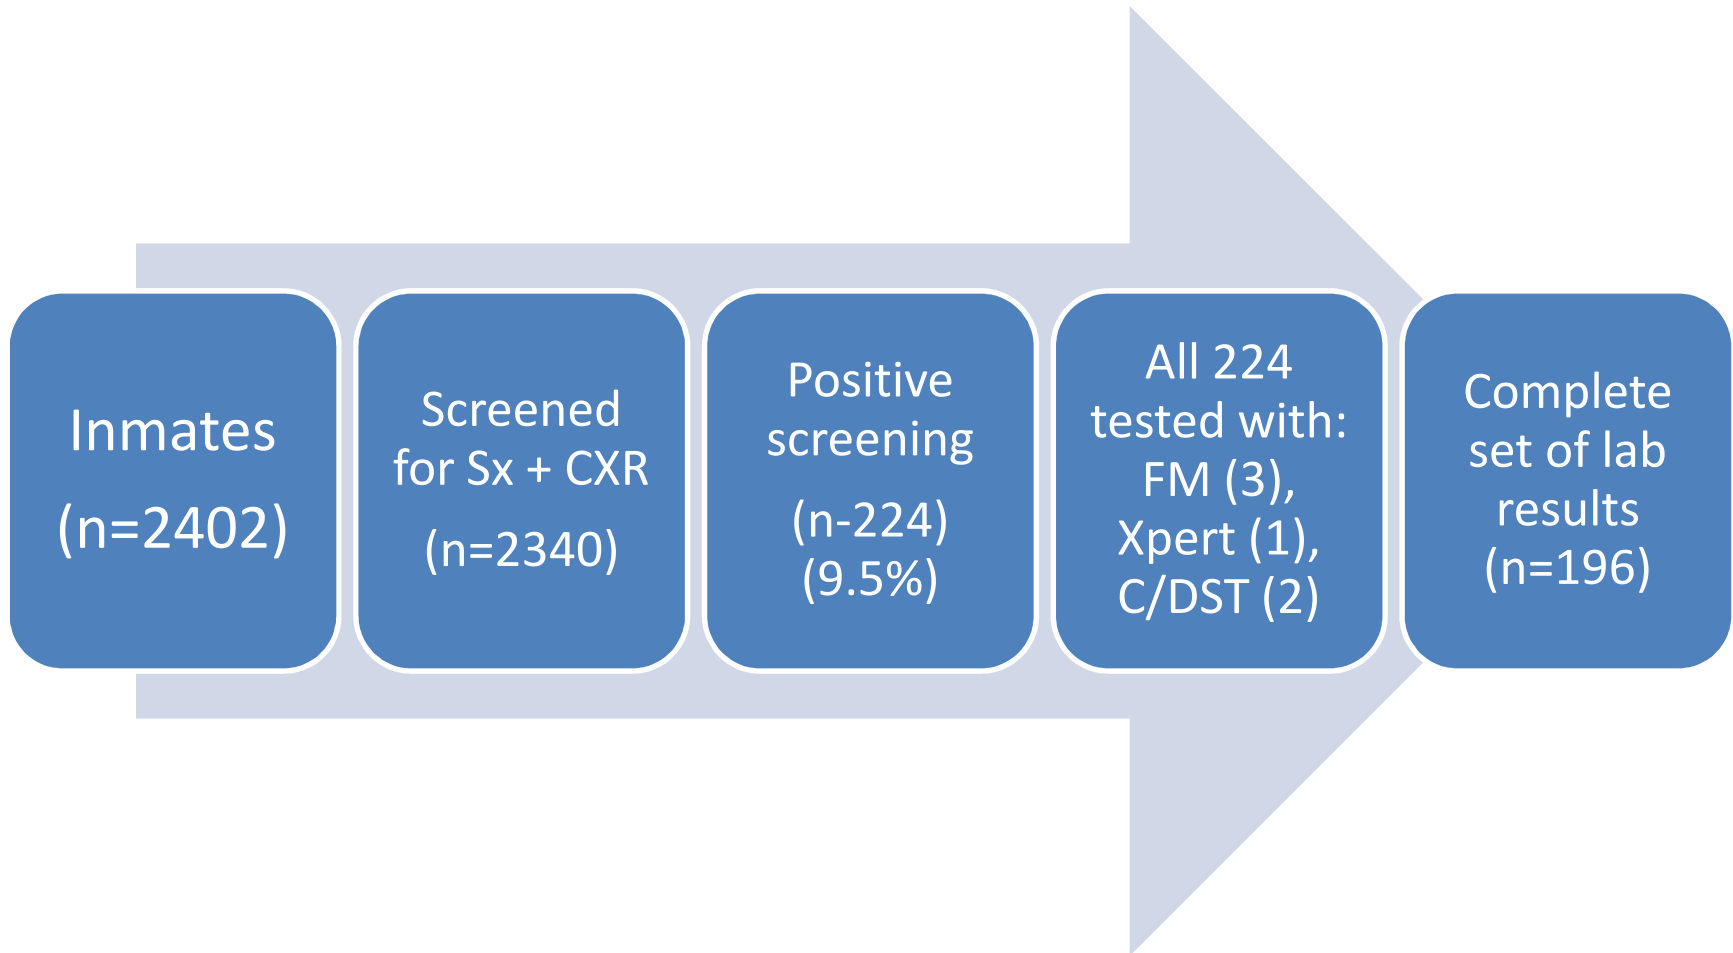 Inmates
(n=2402)
Screened
for Sx + CXR
(n=2340)
Positive
screening
(n-224)
(9.5%)
All 224
tested with:
FM (3),
Xpert (1),
C/DST (2)
Complete
set of lab
results
(n=196)